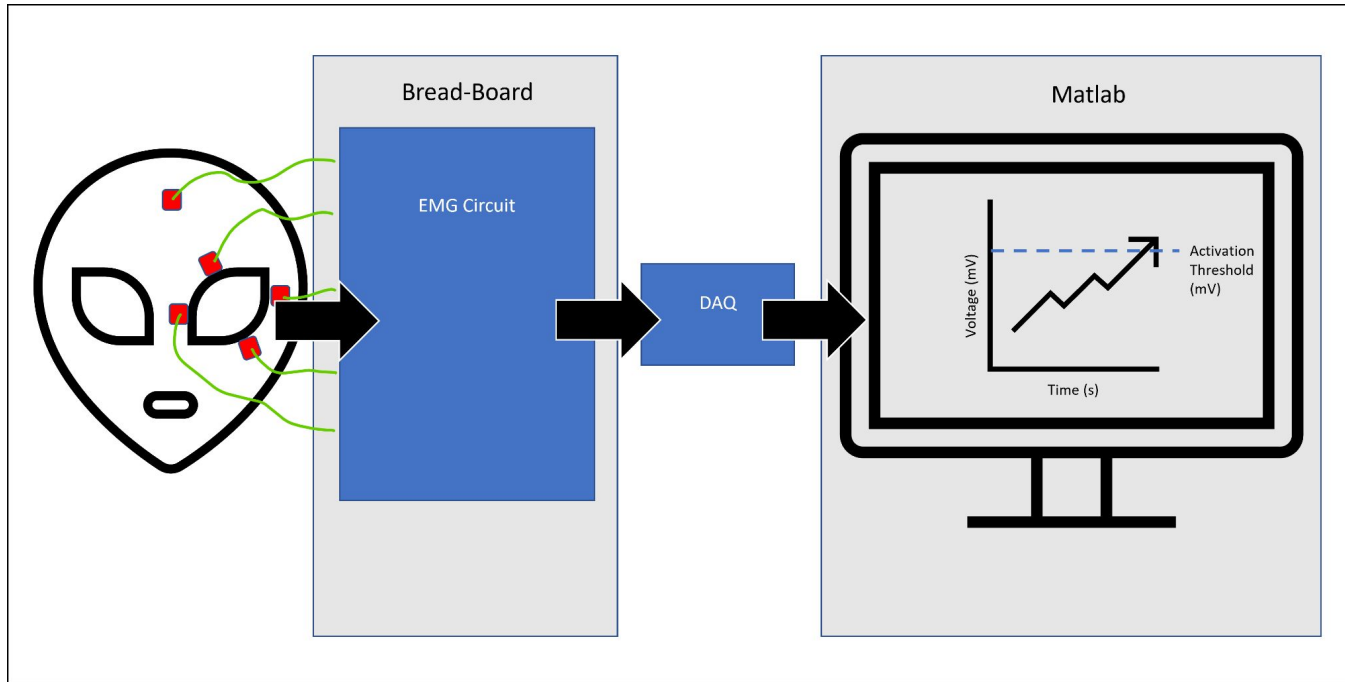 Bread-Board
EMG Circuit
DAQ
Matlab
Voltage (mV)
Activation
Threshold
(mV)
Time (s)